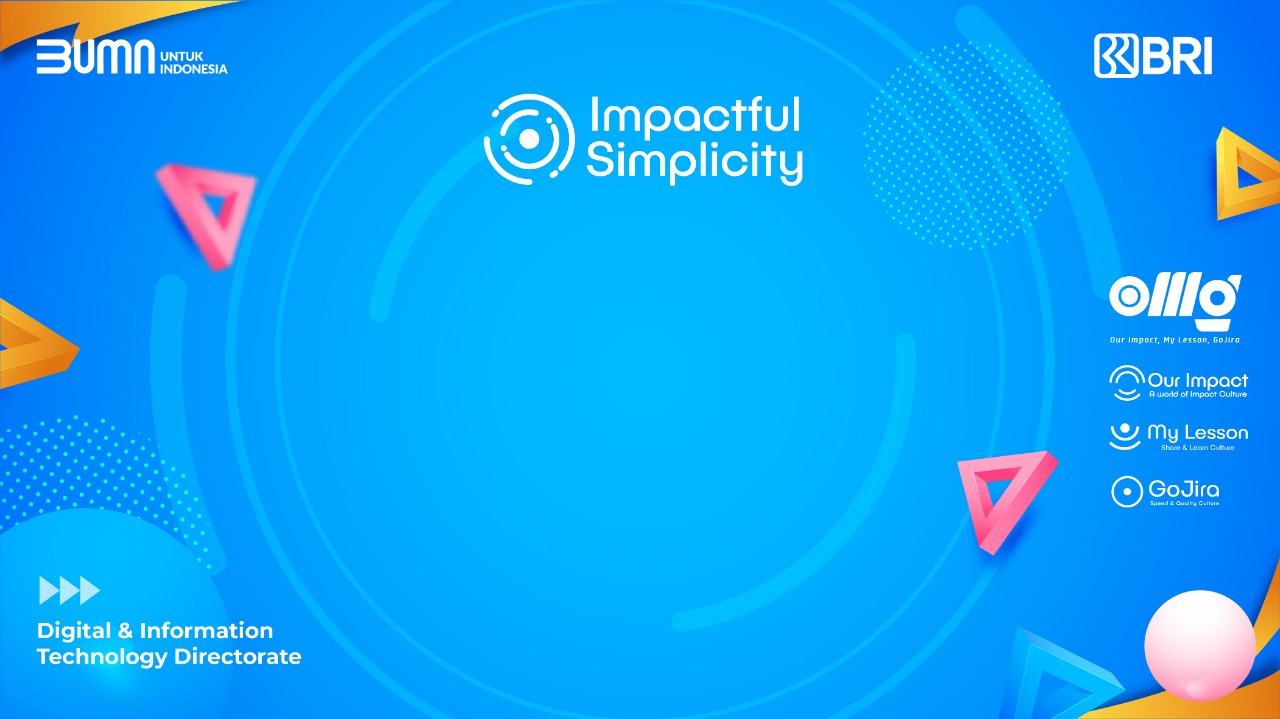 BUMN UNTUK
INDONESIA
BRI
Impactful
Simplicity
omg
Our Impact, My Lesson, GoJira
Our Impact
A world of Impact Culture
My Lesson
Share & Learn Culture
GoJira
Speed & Quality Culture
Digital & Information
Technology Directorate